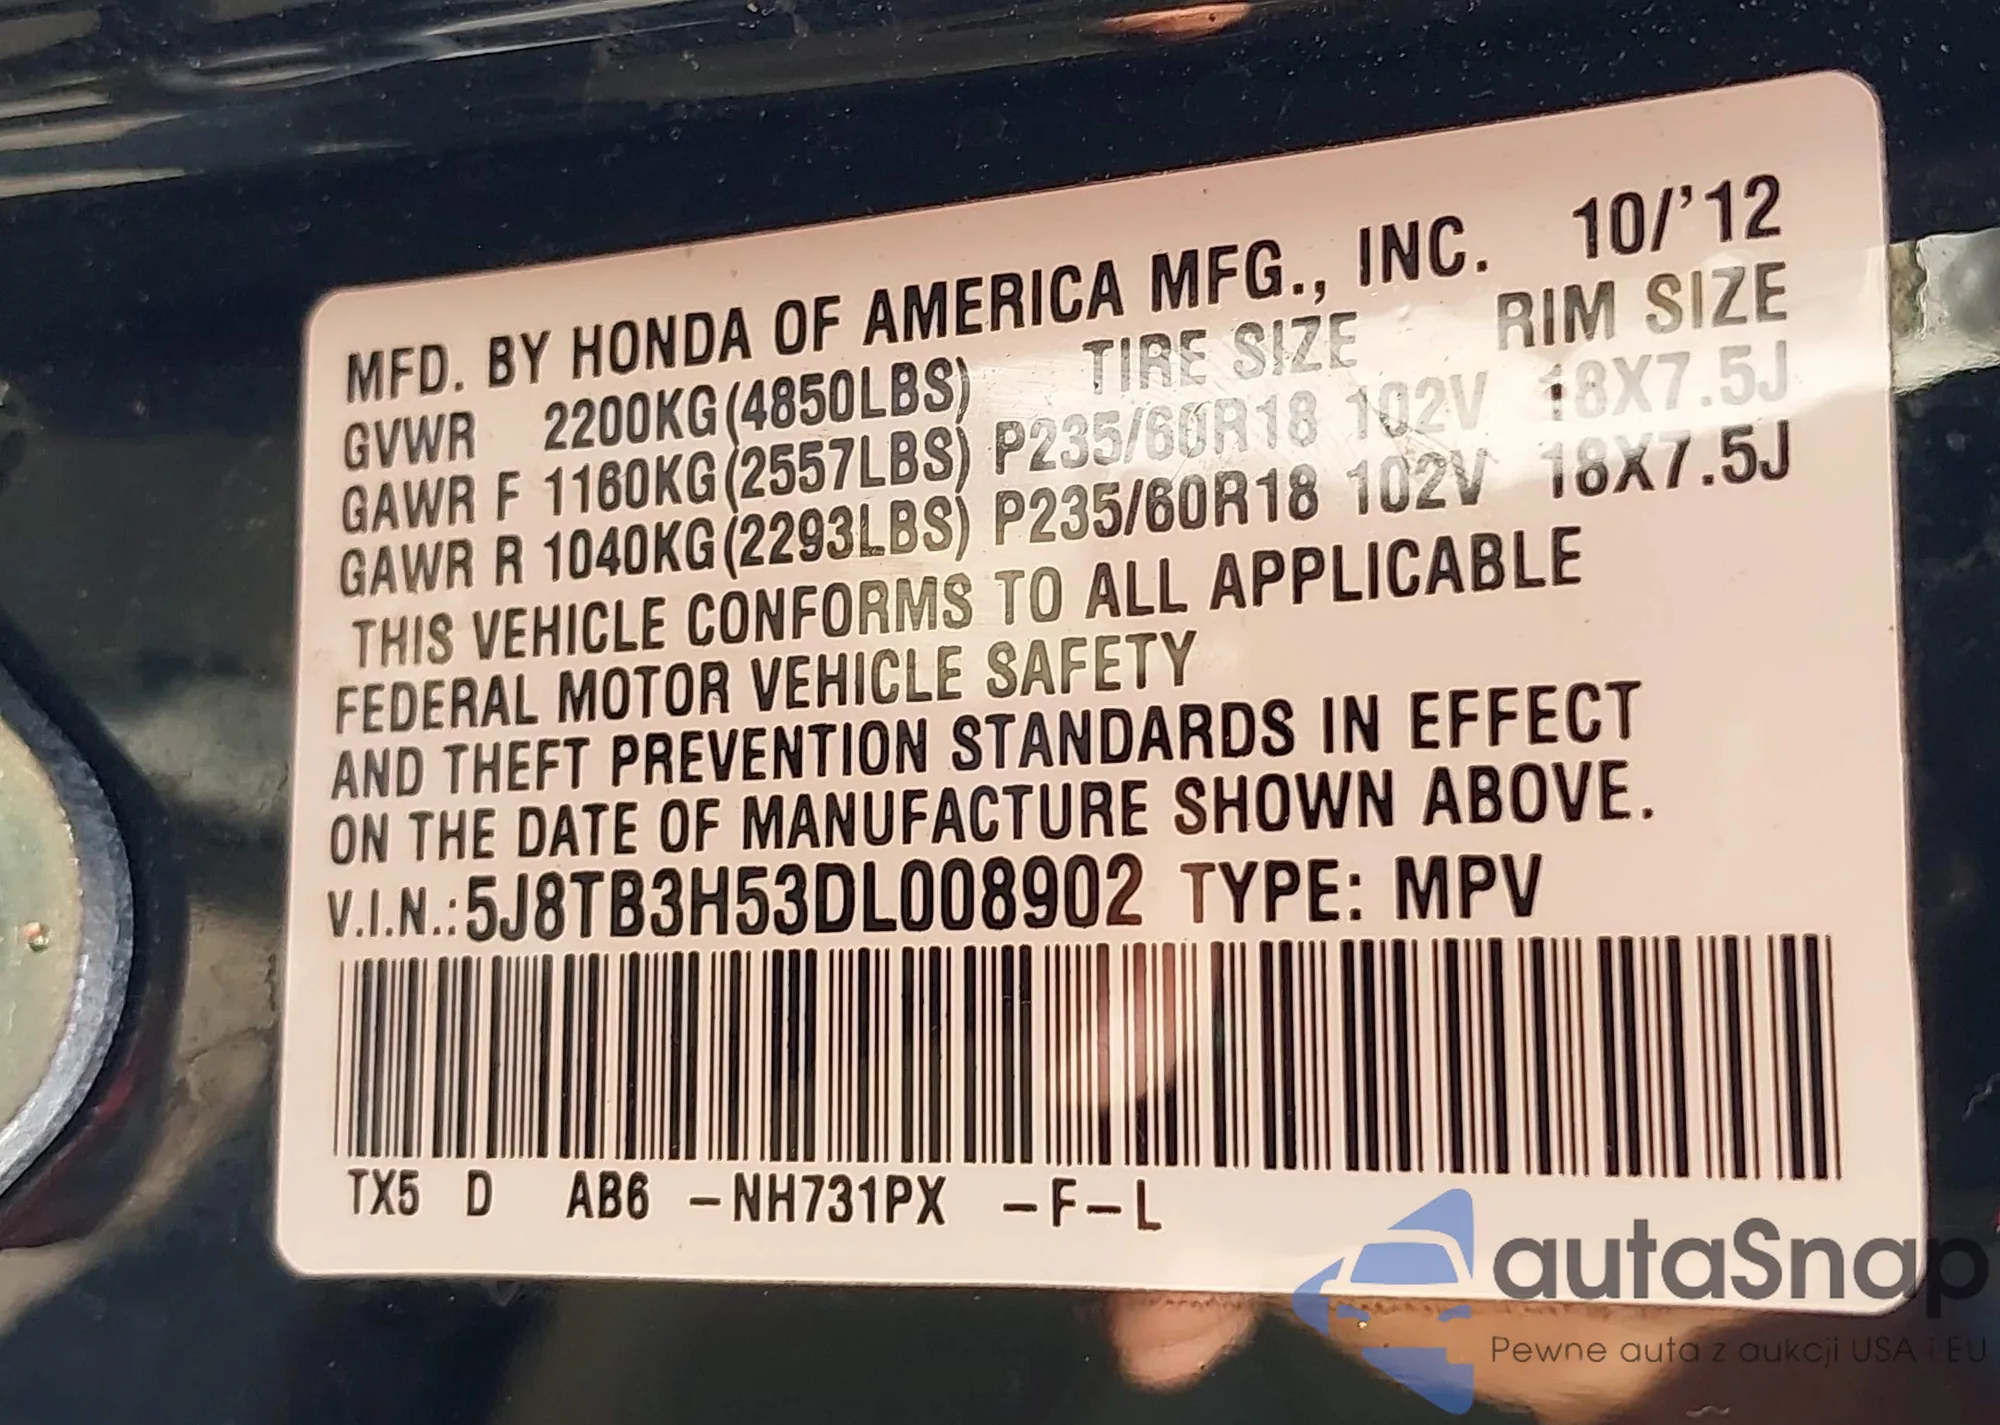 MFD. BY HONDA OF AMERICA MFG., INC. 10/'12
GVWR 2200KG(4850LBS) TIRE SIZE RIM SIZE
GAWR F 1160KG(2557LBS) P235/60R18 102V 18X7.5J
GAWR R 1040KG(2293LBS) P235/60R18 102V 18X7.5J
THIS VEHICLE CONFORMS TO ALL APPLICABLE
FEDERAL MOTOR VEHICLE SAFETY
AND THEFT PREVENTION STANDARDS IN EFFECT
ON THE DATE OF MANUFACTURE SHOWN ABOVE.
V.I.N.:5J8TB3H53DL008902 TYPE: MPV
TX5 D AB6 -NH731PX -F-L
autaSnap
Pewne auta z aukcji USA i EU